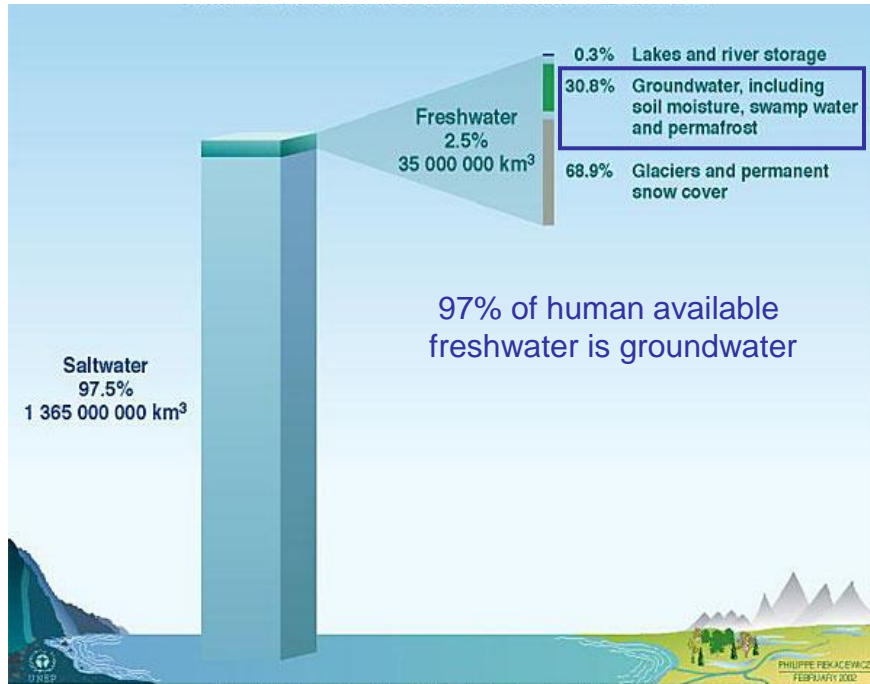 0.3% Lakes and river storage
30.8% Groundwater, including
soil moisture, swamp water
and permafrost
68.9% Glaciers and permanent
snow cover
Freshwater
2.5%
35 000 000 km³
97% of human available
freshwater is groundwater
Saltwater
97.5%
1 365 000 000 km³
UNEP
PHILIPPE REKACEWICZ
FEBRUARY 2002